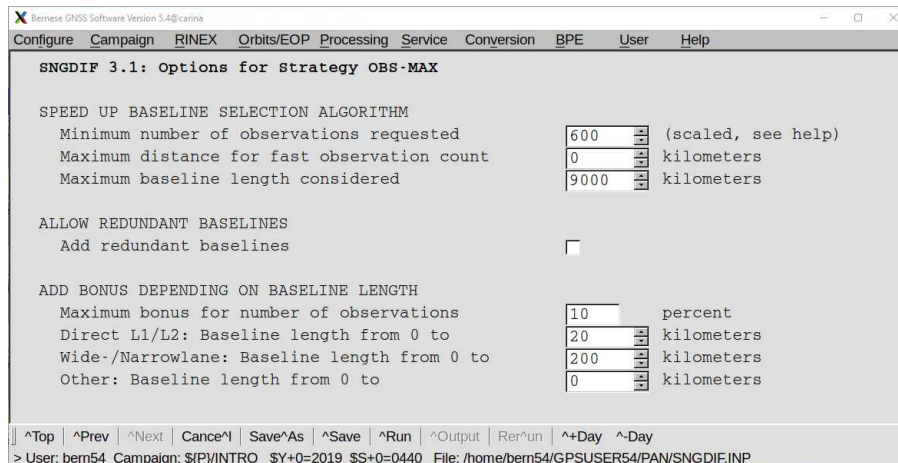 Bernese GNSS Software Version 5.4@carina
Configure Campaign RINEX Orbits/EOP Processing Service Conversion BPE User Help
SNGDIF 3.1: Options for Strategy OBS-MAX
SPEED UP BASELINE SELECTION ALGORITHM
Minimum number of observations requested 600 (scaled, see help)
Maximum distance for fast observation count 0 kilometers
Maximum baseline length considered 9000 kilometers
ALLOW REDUNDANT BASELINES
Add redundant baselines
ADD BONUS DEPENDING ON BASELINE LENGTH
Maximum bonus for number of observations 10 percent
Direct L1/L2: Baseline length from 0 to 20 kilometers
Wide-/Narrowlane: Baseline length from 0 to 200 kilometers
Other: Baseline length from 0 to 0 kilometers
^Top | ^Prev | ^Next | Cance^l | Save^As | ^Save | ^Run | ^Output | Rer^un | ^+Day ^-Day
> User: bern54 Campaign: ${P}/INTRO $Y+0=2019 $S+0=0440 File: /home/bern54/GPSUSER54/PAN/SNGDIF.INP